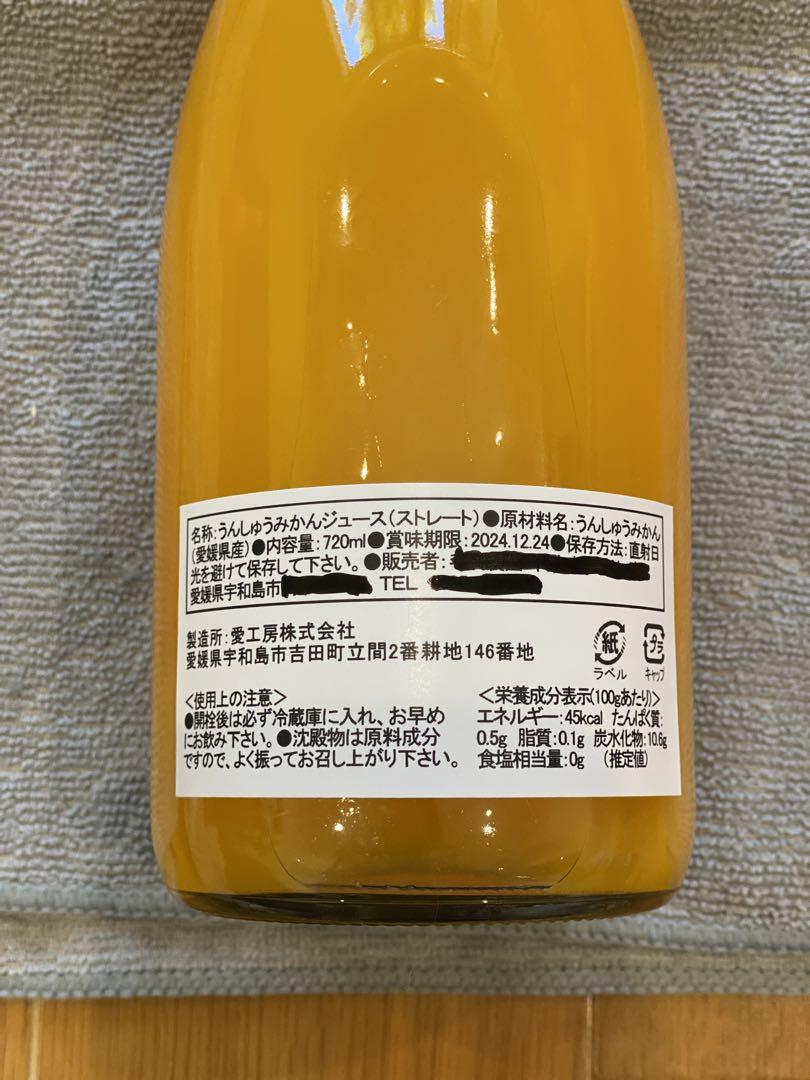 名称:うんしゅうみかんジュース(ストレート)●原材料名:うんしゅうみかん
(愛媛県産)●内容量:720ml●賞味期限:2024.12.24●保存方法:直射日
光を避けて保存して下さい。●販売者:
愛媛県宇和島市 TEL
製造所:愛工房株式会社
愛媛県宇和島市吉田町立間2番耕地146番地
紙
ラベル
プラ
キャップ
<使用上の注意>
●開栓後は必ず冷蔵庫に入れ、お早め
にお飲み下さい。●沈殿物は原料成分
ですので、よく振ってお召し上がり下さい。
<栄養成分表示(100gあたり)>
エネルギー:45kcal たんぱく質:
0.5g 脂質:0.1g 炭水化物:10.6g
食塩相当量:0g (推定値)